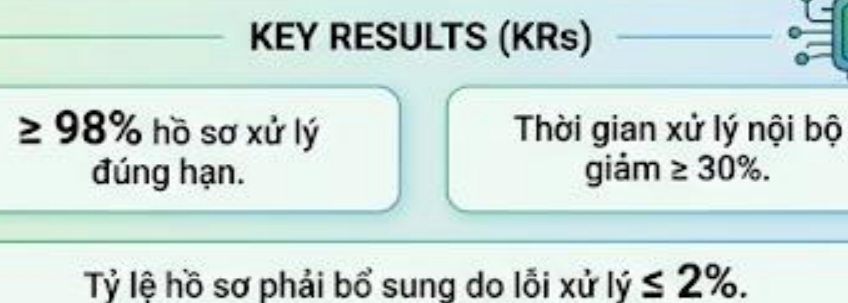 KEY RESULTS (KRs)
≥ 98% hồ sơ xử lý
đúng hạn.
Thời gian xử lý nội bộ
giảm ≥ 30%.
Tỷ lệ hồ sơ phải bổ sung do lỗi xử lý ≤ 2%.